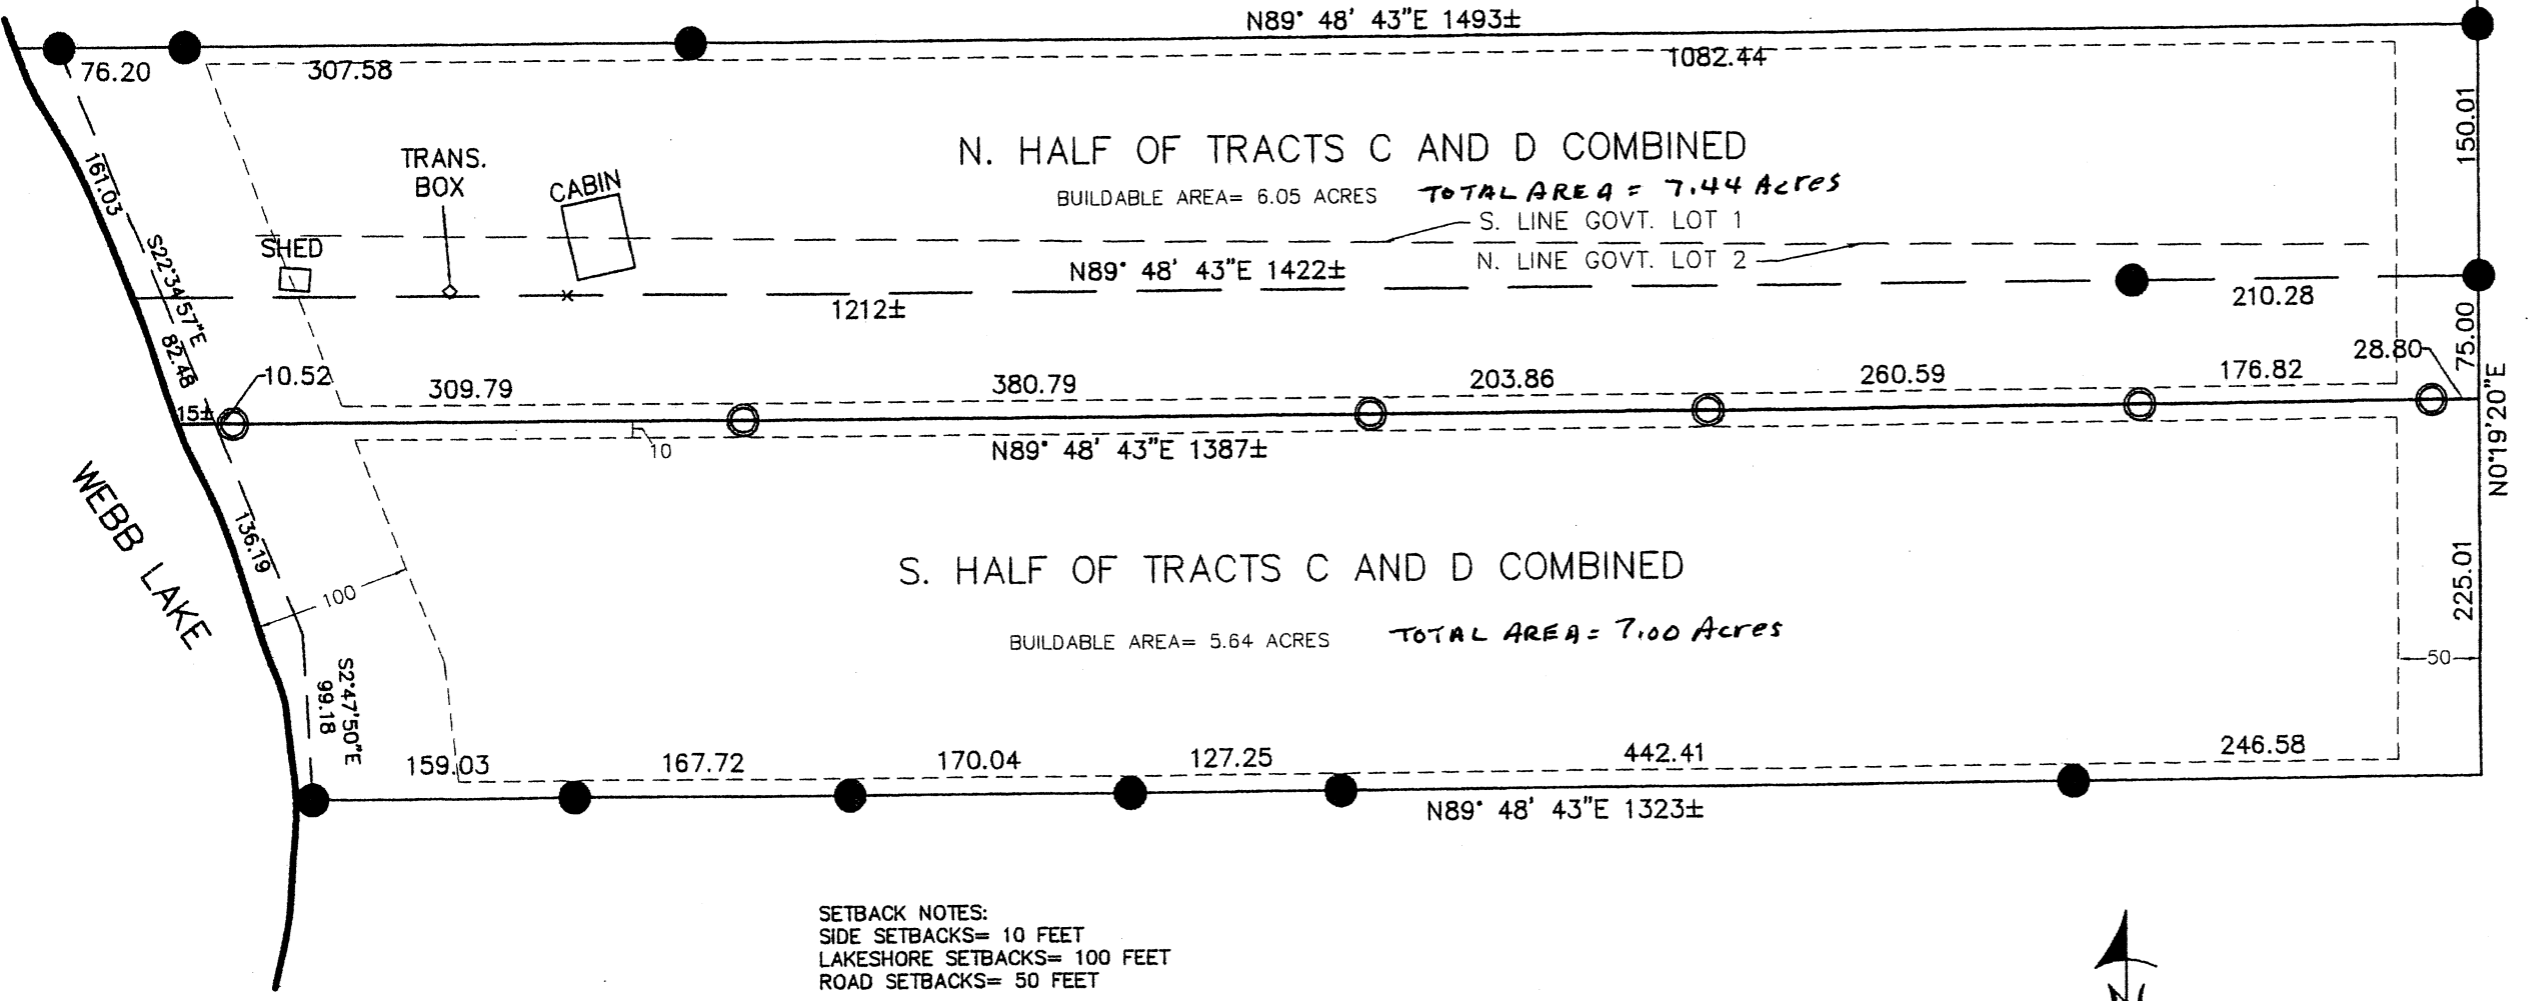 N89° 48' 43"E 1493±
76.20
307.58
1082.44
150.01
161.03
TRANS.
BOX
CABIN
N. HALF OF TRACTS C AND D COMBINED
BUILDABLE AREA= 6.05 ACRES TOTAL AREA = 7.44 Acres
S. LINE GOVT. LOT 1
SHED
S22°34'57"E
N89° 48' 43"E 1422±
N. LINE GOVT. LOT 2
1212±
210.28
82.48
75.00
28.80
10.52
309.79
380.79
203.86
260.59
176.82
15±
N0°19'20"E
10
N89° 48' 43"E 1387±
WEBB LAKE
136.19
100
S. HALF OF TRACTS C AND D COMBINED
225.01
BUILDABLE AREA= 5.64 ACRES TOTAL AREA= 7.00 Acres
50
S2°47'50"E
99.18
159.03
167.72
170.04
127.25
442.41
246.58
N89° 48' 43"E 1323±
SETBACK NOTES:
SIDE SETBACKS= 10 FEET
LAKESHORE SETBACKS= 100 FEET
ROAD SETBACKS= 50 FEET
N